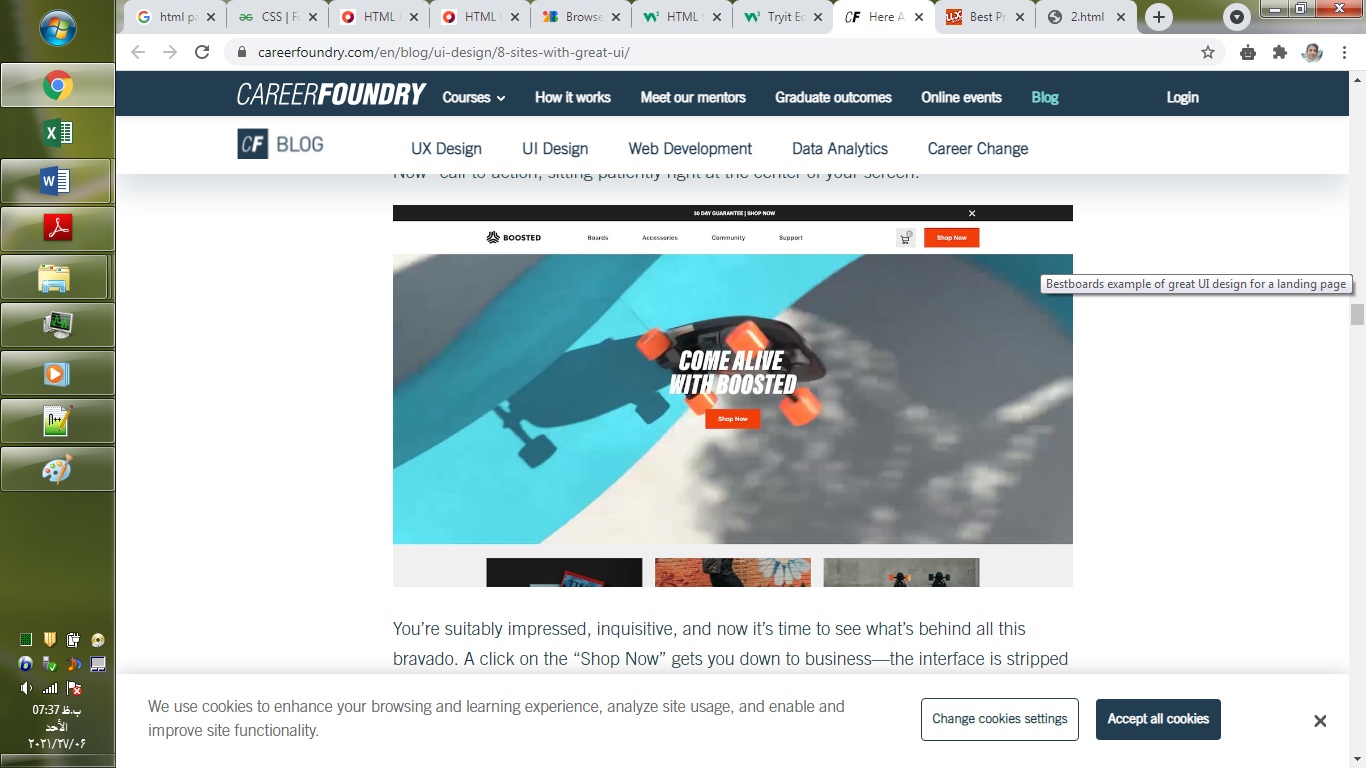 html pa
CSS | F
HTML
HTML
Browse
HTML
Tryit Ec
Here A
Best Pr
2.html
careerfoundry.com/en/blog/ui-design/8-sites-with-great-ui/
CAREERFOUNDRY
Courses
How it works
Meet our mentors
Graduate outcomes
Online events
Blog
Login
CF BLOG
UX Design
UI Design
Web Development
Data Analytics
Career Change
Now” call to action, sitting patiently right at the center of your screen.
30 DAY GUARANTEE | SHOP NOW
BOOSTED
Boards
Accessories
Community
Support
Shop Now
Bestboards example of great UI design for a landing page
COME ALIVE
WITH BOOSTED
Shop Now
You’re suitably impressed, inquisitive, and now it’s time to see what’s behind all this
bravado. A click on the “Shop Now” gets you down to business—the interface is stripped
We use cookies to enhance your browsing and learning experience, analyze site usage, and enable and
improve site functionality.
Change cookies settings
Accept all cookies
07:37 ب.ظ
الأحد
٢٠٢١/٢٧/٠٦